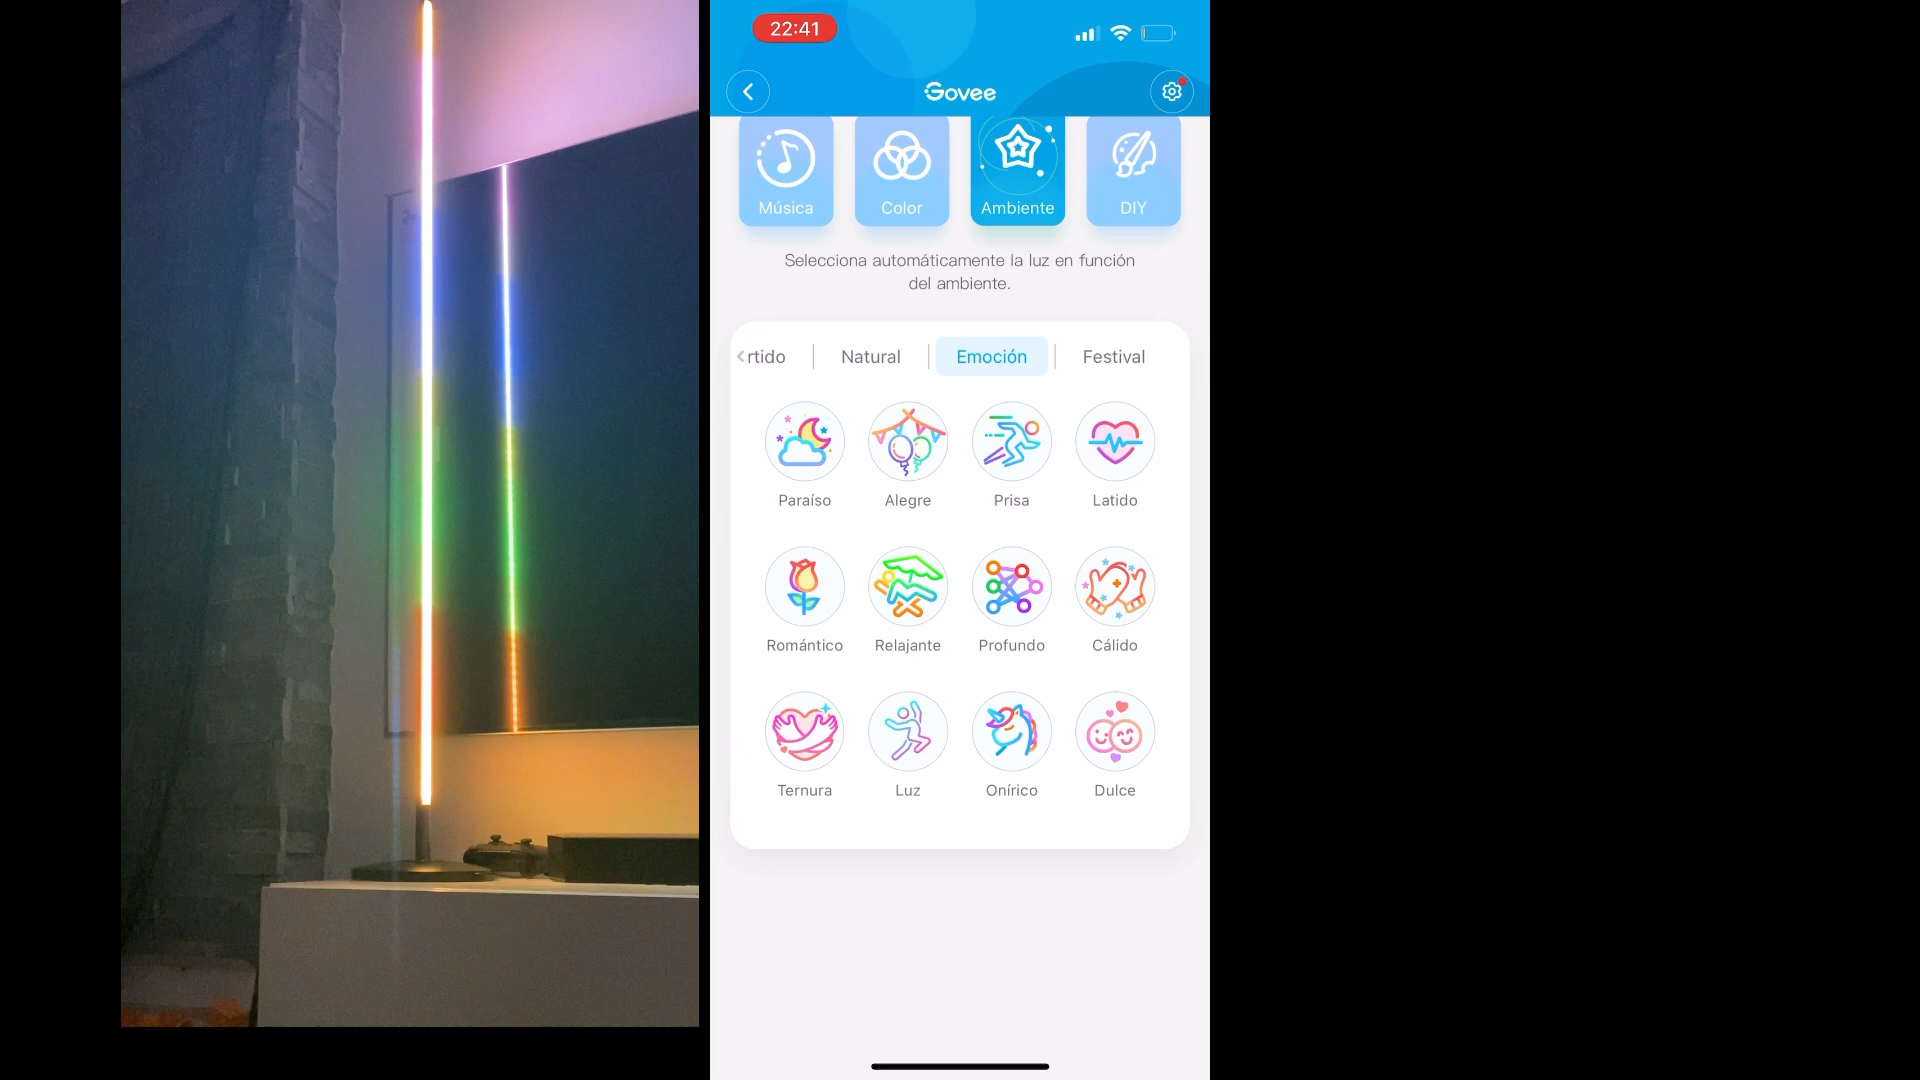 22:41
Govee
Música
Color
Ambiente
DIY
Selecciona automáticamente la luz en función
del ambiente.
rtido
Natural
Emoción
Festival
Paraíso
Alegre
Prisa
Latido
Romántico
Relajante
Profundo
Cálido
Ternura
Luz
Onírico
Dulce